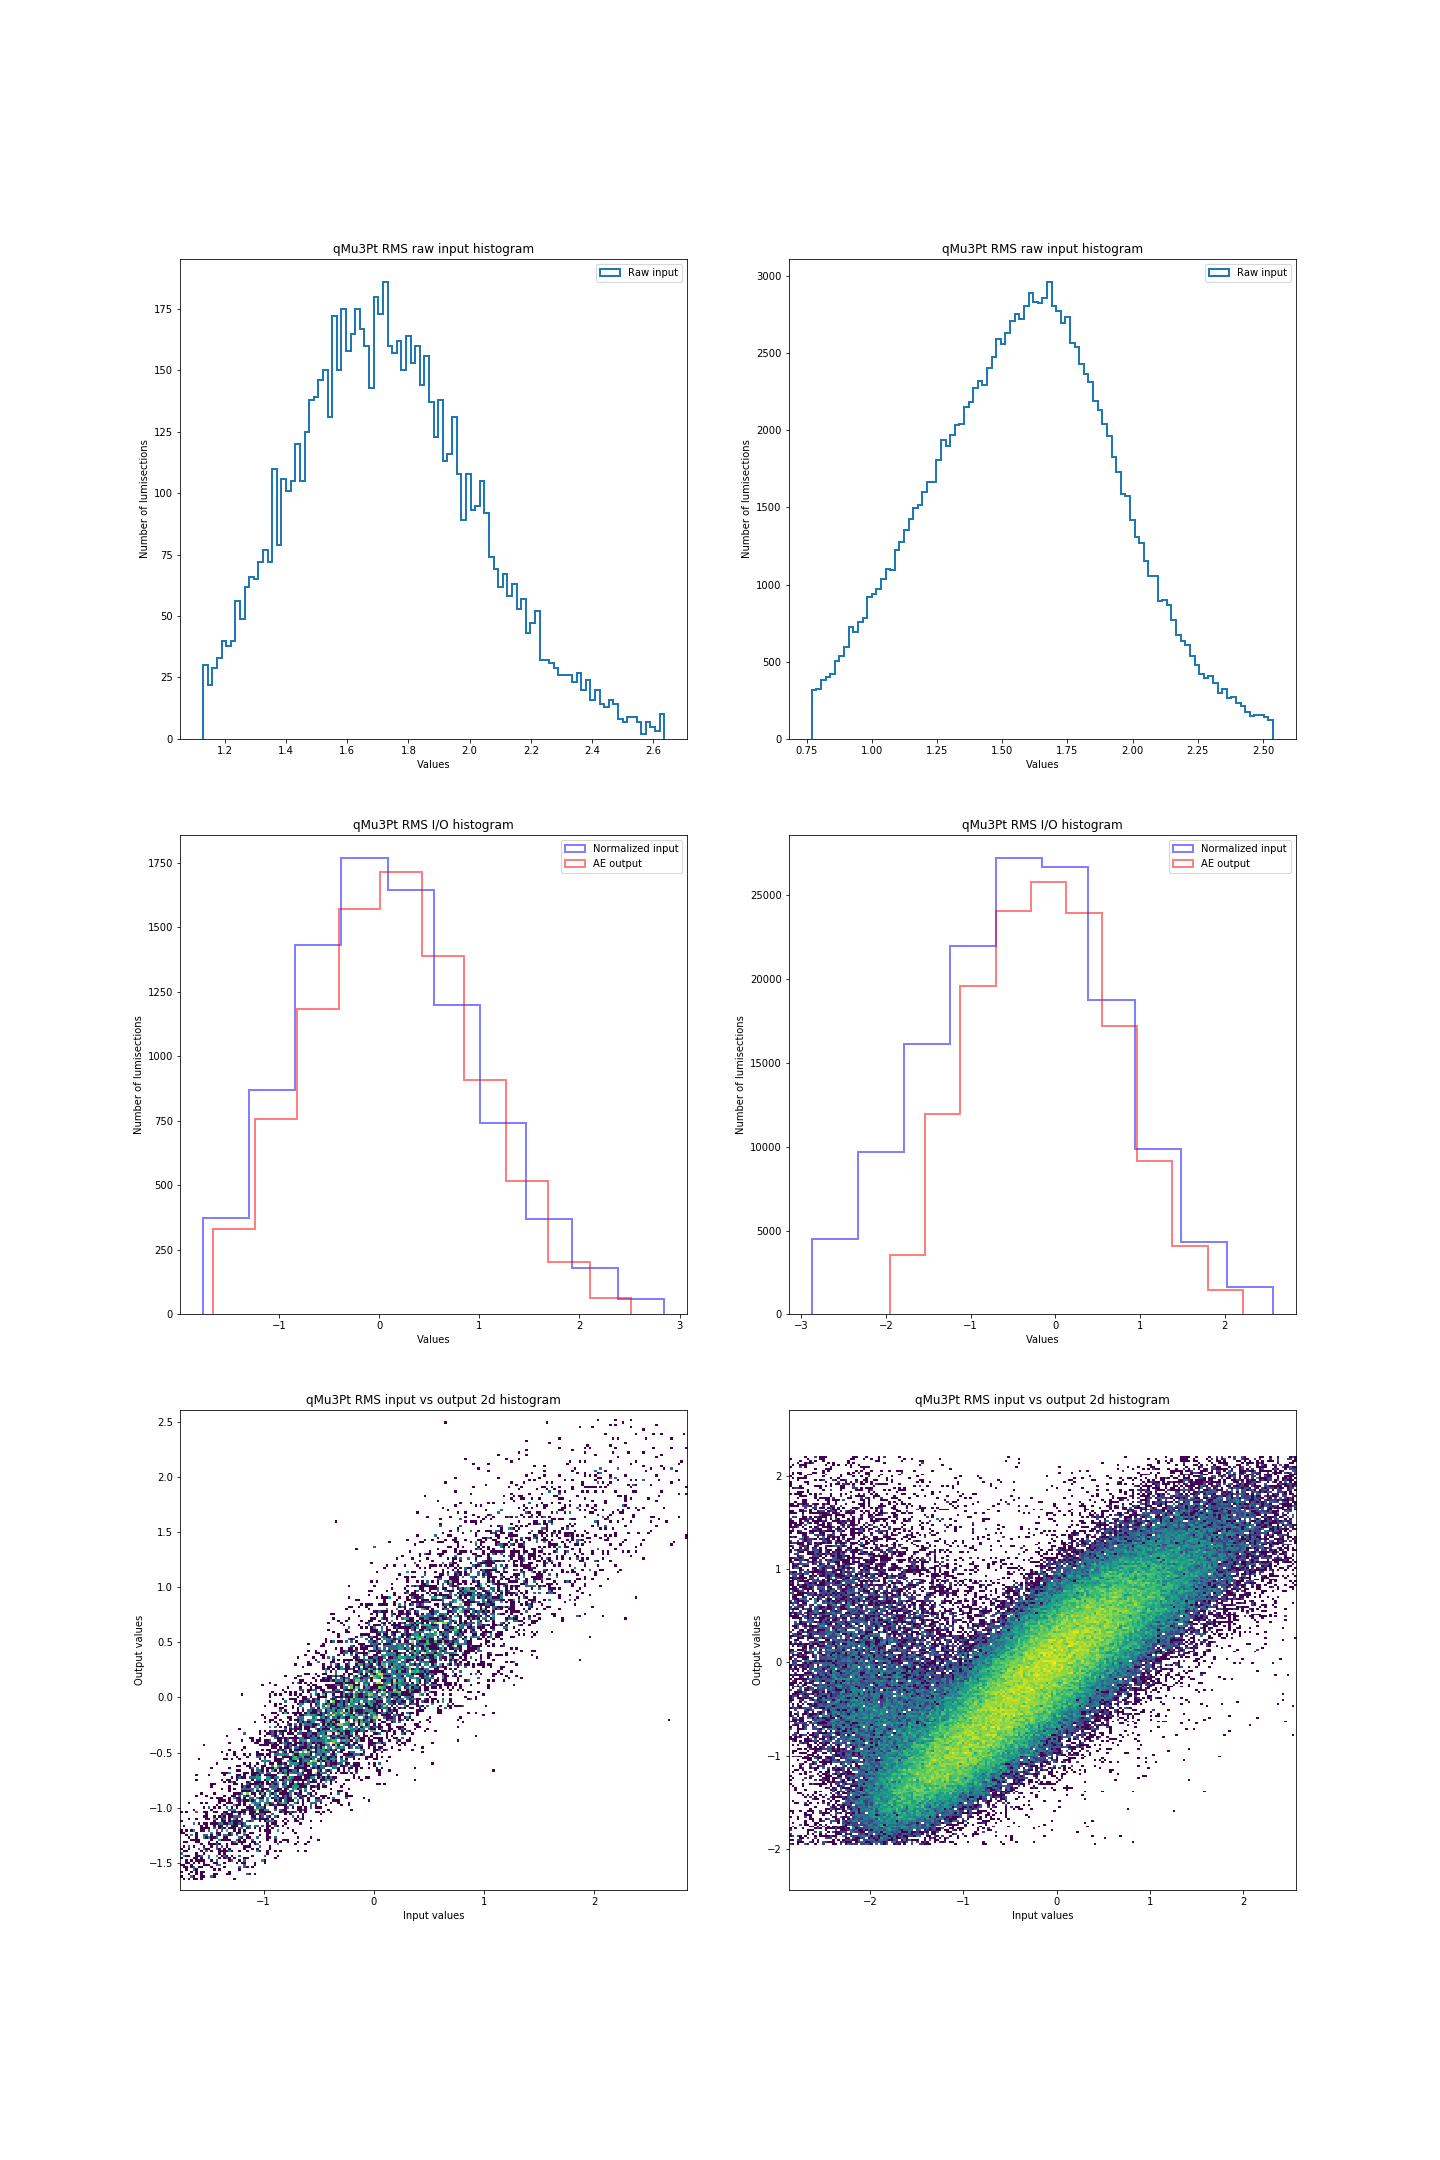 qMu3Pt RMS raw input histogram
Raw input
175
150
125
100
75
50
25
0
Number of lumisections
1.2 1.4 1.6 1.8 2.0 2.2 2.4 2.6
Values
qMu3Pt RMS raw input histogram
Raw input
3000
2500
2000
1500
1000
500
0
Number of lumisections
0.75 1.00 1.25 1.50 1.75 2.00 2.25 2.50
Values
qMu3Pt RMS I/O histogram
Normalized input
AE output
1750
1500
1250
1000
750
500
250
0
Number of lumisections
−1 0 1 2 3
Values
qMu3Pt RMS I/O histogram
Normalized input
AE output
25000
20000
15000
10000
5000
0
Number of lumisections
−3 −2 −1 0 1 2
Values
qMu3Pt RMS input vs output 2d histogram
2.5
2.0
1.5
1.0
0.5
0.0
−0.5
−1.0
−1.5
Output values
−1 0 1 2
Input values
qMu3Pt RMS input vs output 2d histogram
2
1
0
−1
−2
Output values
−2 −1 0 1 2
Input values